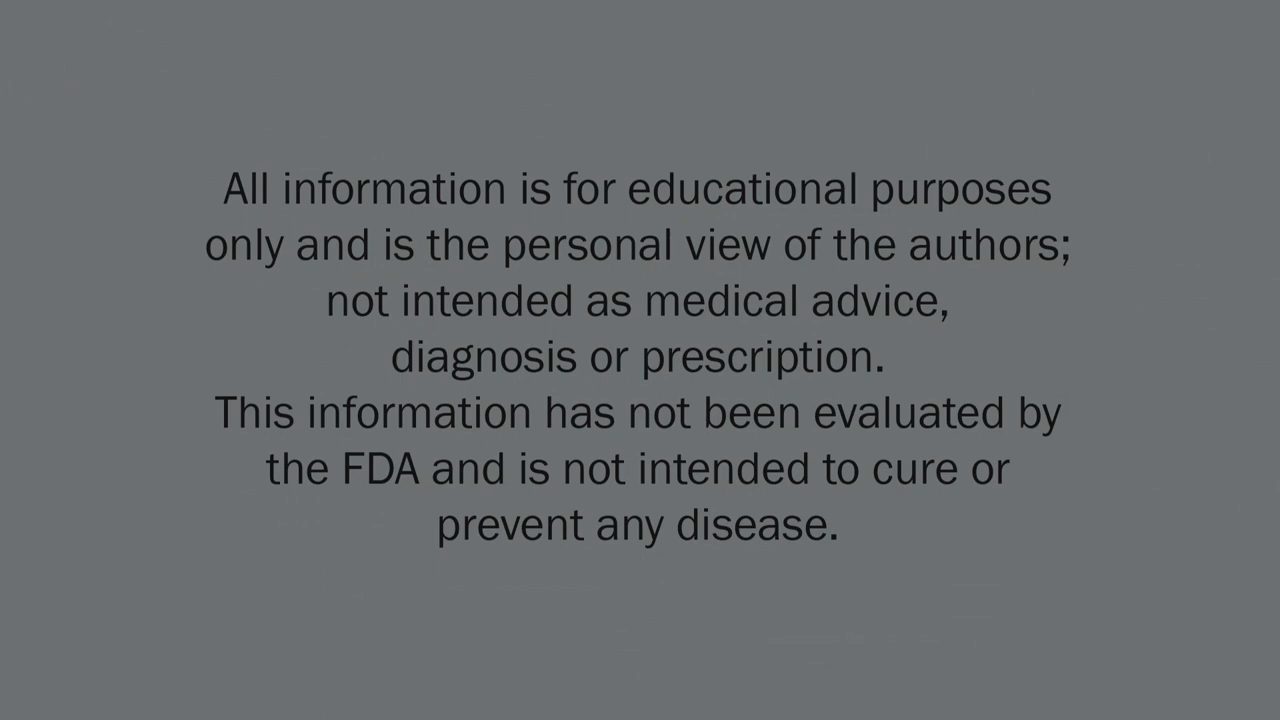 All information is for educational purposes
only and is the personal view of the authors;
not intended as medical advice,
diagnosis or prescription.
This information has not been evaluated by
the FDA and is not intended to cure or
prevent any disease.